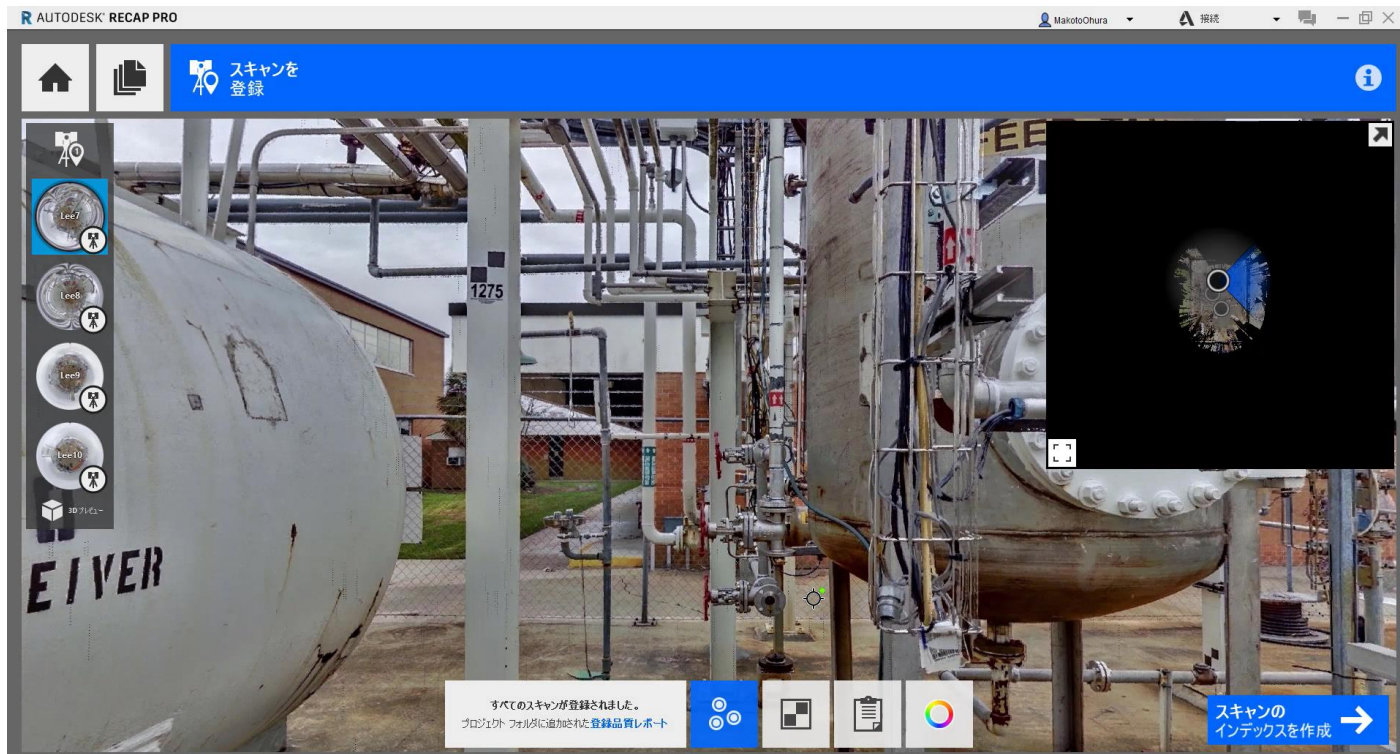 AUTODESK® RECAP PRO
MakotoOhura
接続
スキャンを
登録
1
Lee7
Lee8
Lee9
Lee10
3D プレビュー
EIVER
1275
FEED
すべてのスキャンが登録されました。
プロジェクト フォルダに追加された登録品質レポート
スキャンの
インデックスを作成